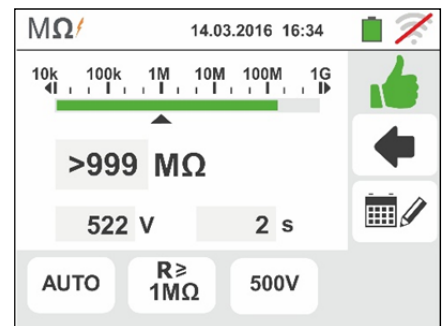 MΩ 14.03.2016 16:34
10k 100k 1M 10M 100M 1G
>999 MΩ
522 V 2 s
AUTO R≥ 1MΩ 500V